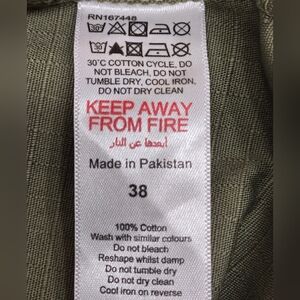 RN167448
30°C COTTON CYCLE, DO
NOT BLEACH, DO NOT
TUMBLE DRY, COOL IRON,
DO NOT DRY CLEAN
KEEP AWAY
FROM FIRE
أبعدها عن النار
Made in Pakistan
38
100% Cotton
Wash with similar colours
Do not bleach
Reshape whilst damp
Do not tumble dry
Do not dry clean
Cool iron on reverse